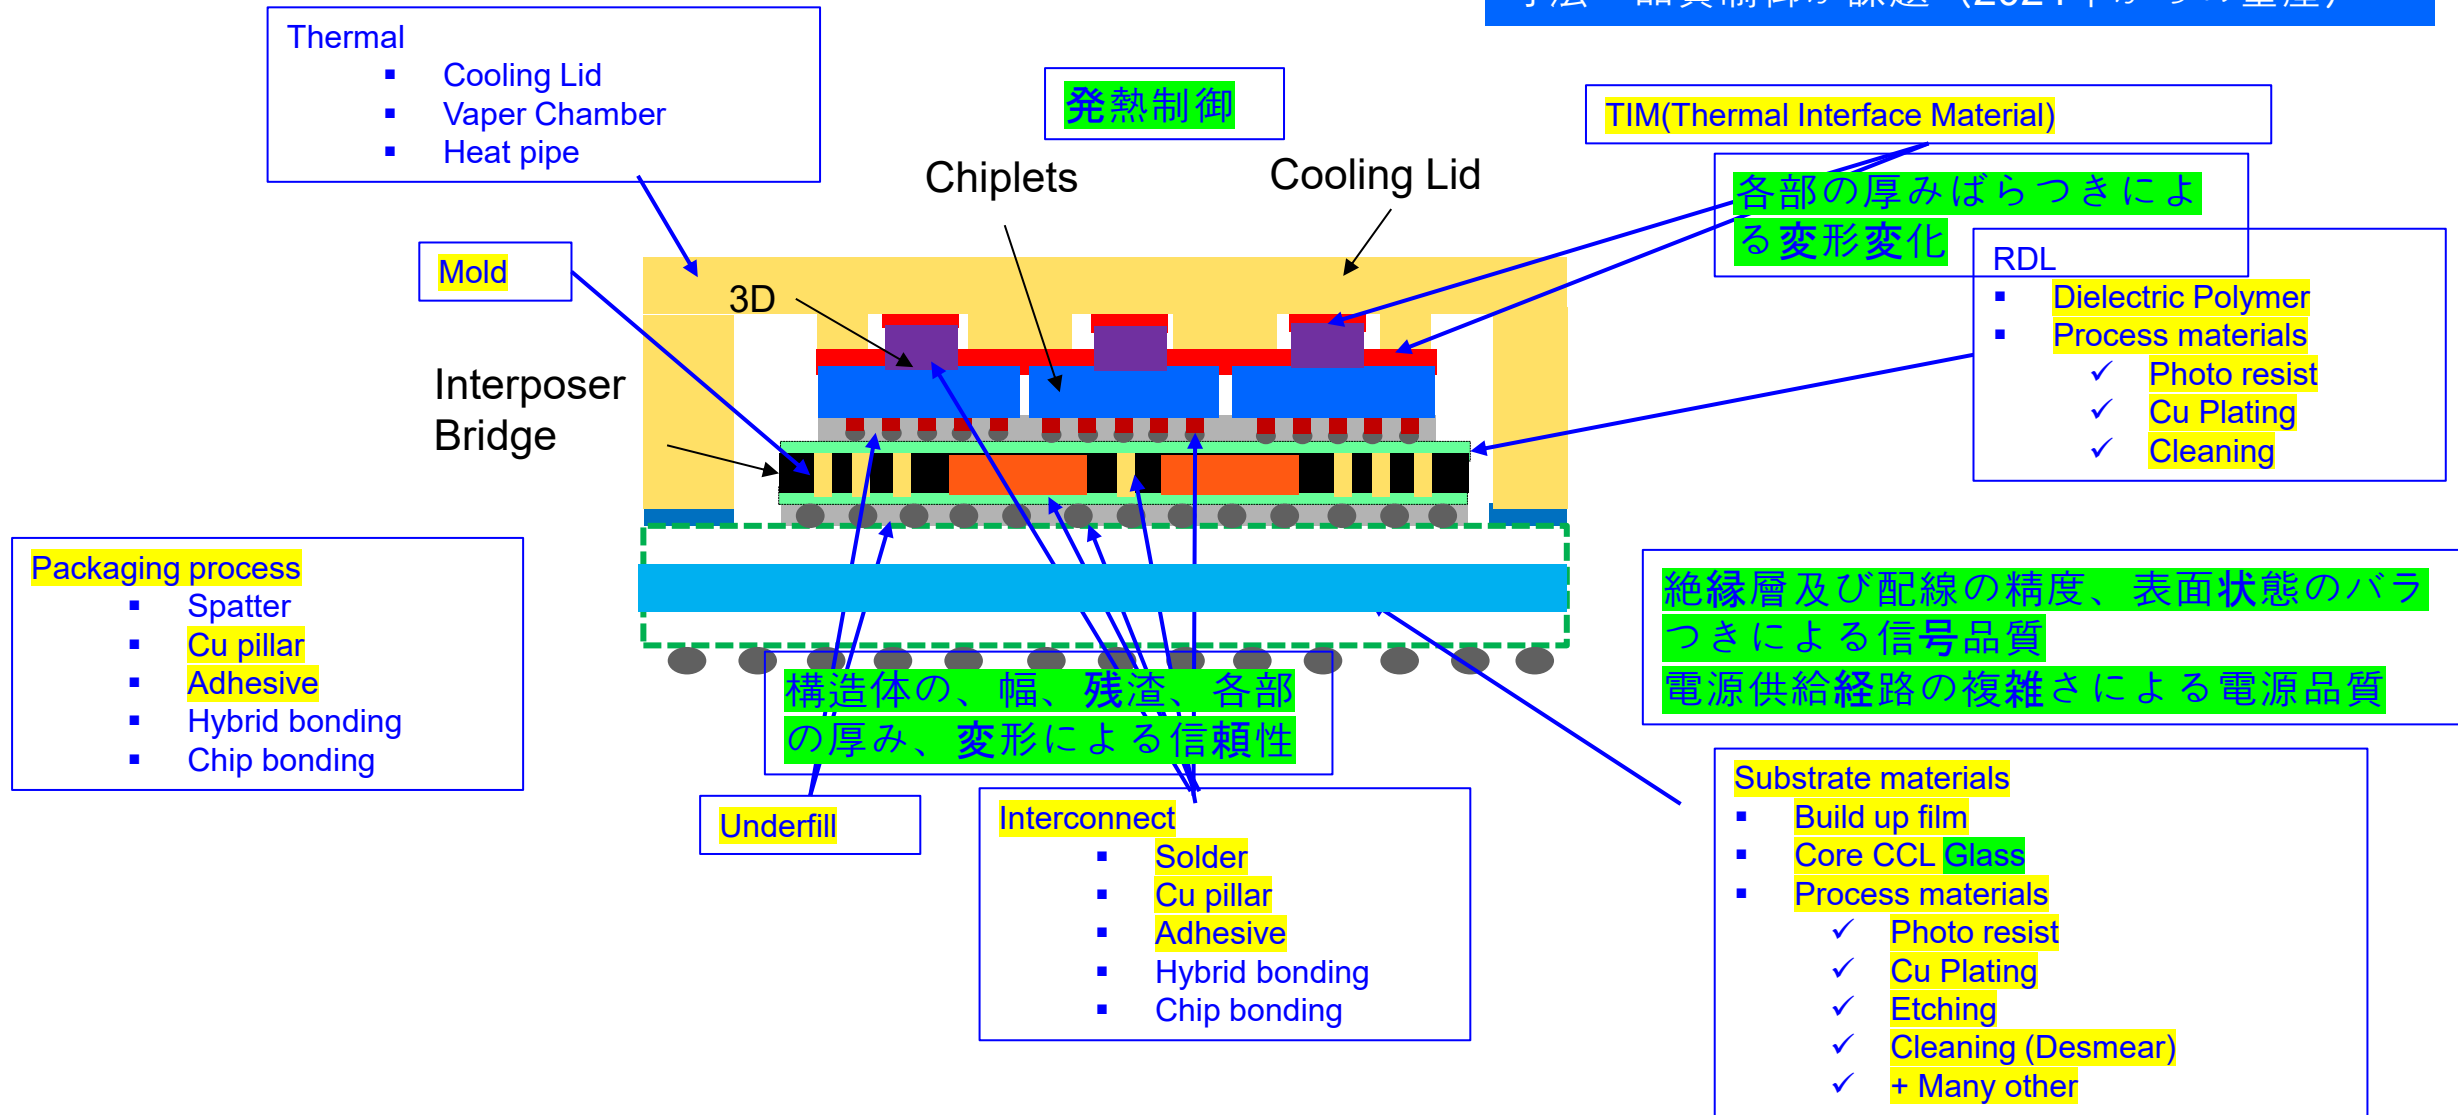 Thermal
▪ Cooling Lid
▪ Vaper Chamber
▪ Heat pipe
発熱制御
TIM(Thermal Interface Material)
Chiplets
Cooling Lid
各部の厚みばらつきによ
る変形変化
Mold
3D
RDL
▪ Dielectric Polymer
▪ Process materials
✓ Photo resist
✓ Cu Plating
✓ Cleaning
Interposer
Bridge
Packaging process
▪ Spatter
▪ Cu pillar
▪ Adhesive
▪ Hybrid bonding
▪ Chip bonding
絶縁層及び配線の精度、表面状態のバラ
つきによる信号品質
電源供給経路の複雑さによる電源品質
構造体の、幅、残渣、各部
の厚み、変形による信頼性
Underfill
Interconnect
▪ Solder
▪ Cu pillar
▪ Adhesive
▪ Hybrid bonding
▪ Chip bonding
Substrate materials
▪ Build up film
▪ Core CCL Glass
▪ Process materials
✓ Photo resist
✓ Cu Plating
✓ Etching
✓ Cleaning (Desmear)
✓ + Many other